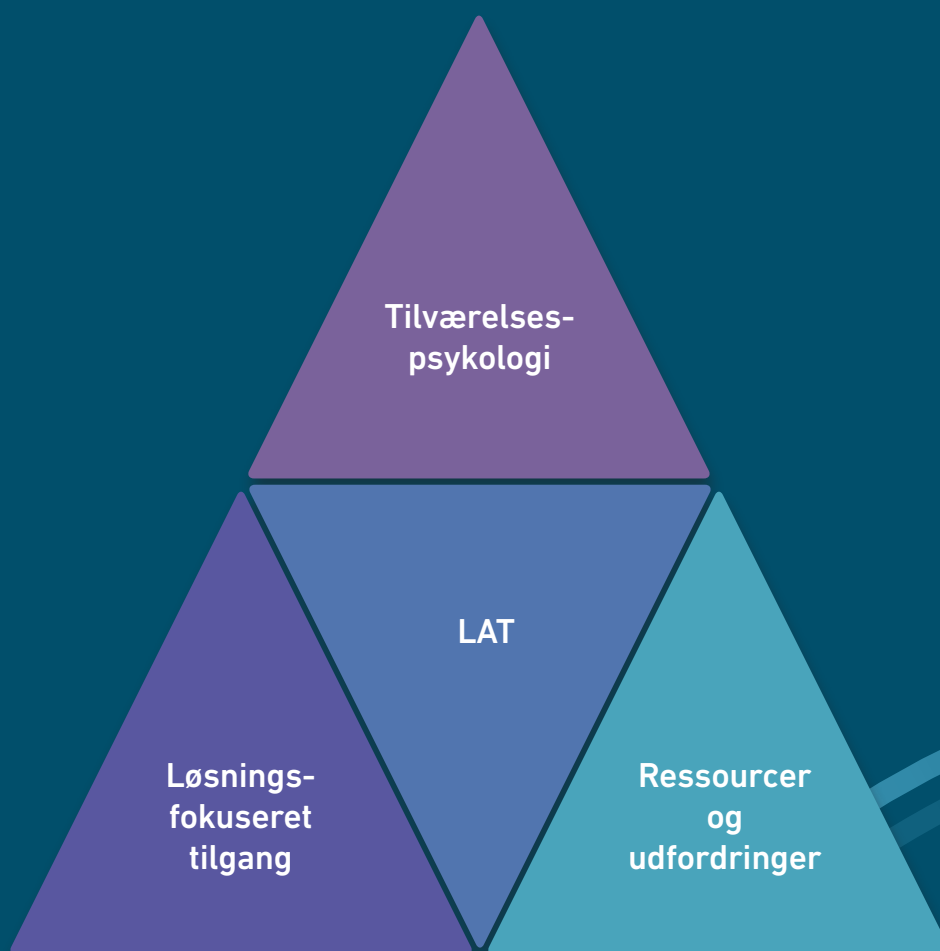 Tilværelses-
psykologi
LAT
Løsnings-
fokuseret
tilgang
Ressourcer
og
udfordringer